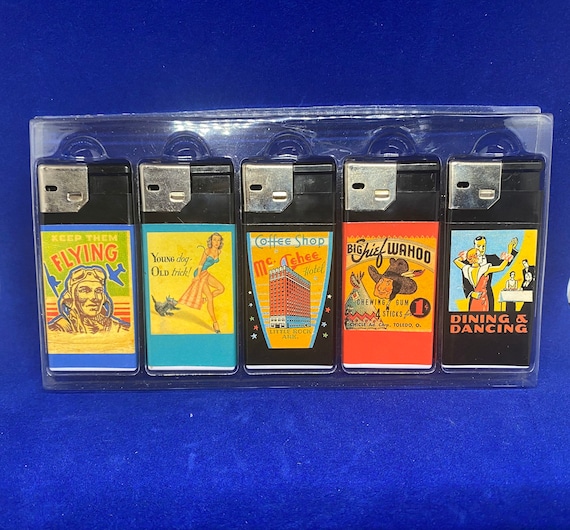 KEEP THEM
FLYING
YOUNG dog-
OLD trick!
Coffee Shop
Mc. Gehee
Hotel
LITTLE ROCK
ARK.
BIG Chief WAHOO
CHEWING GUM
4 STICKS FOR 1¢
TOLEDO, O.
DINING &
DANCING